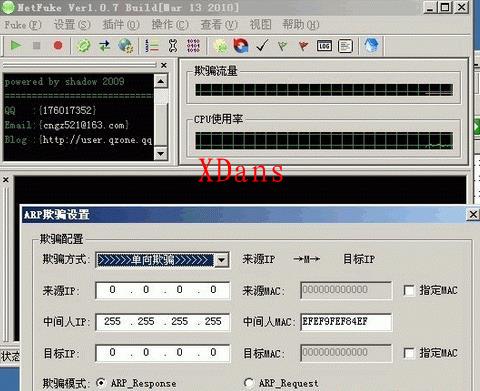 NetFuke Ver1.0.7 Build[Mar 13 2010]
Fuke(F) 设置(S) 插件(Q) 操作(C) 查看(V) 视图 帮助(H)
LOG
powered by shadow 2009
QQ :{176017352}
Email:{cngz521@163.com}
Blog :{http://user.qzone.qq
欺骗流量
CPU使用率
XDans
ARP欺骗设置
欺骗配置
欺骗方式: >>>>>>单向欺骗>>>>>> 来源IP →M→ 目标IP
来源IP: 0 . 0 . 0 . 0 来源MAC: 000000000000 指定MAC
中间人IP: 255 . 255 . 255 . 255 中间人MAC: EFEF9FEF84EF
目标IP: 0 . 0 . 0 . 0 目标MAC: 000000000000 指定MAC
状态
欺骗模式: ARP_Response ARP_Request